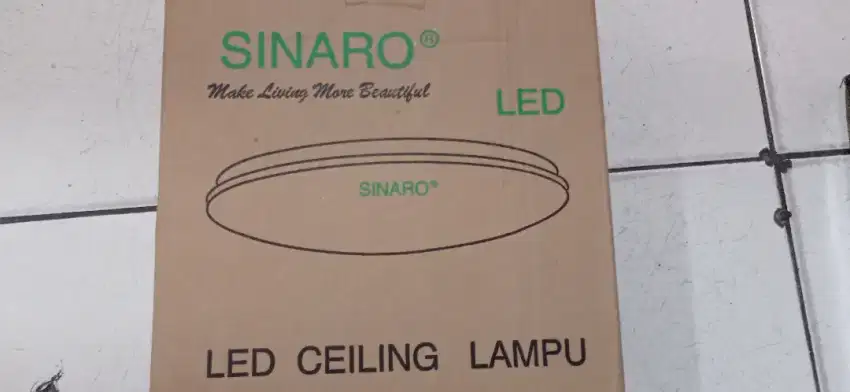 SINARO®
Make Living More Beautiful
LED
SINARO®
LED CEILING LAMPU